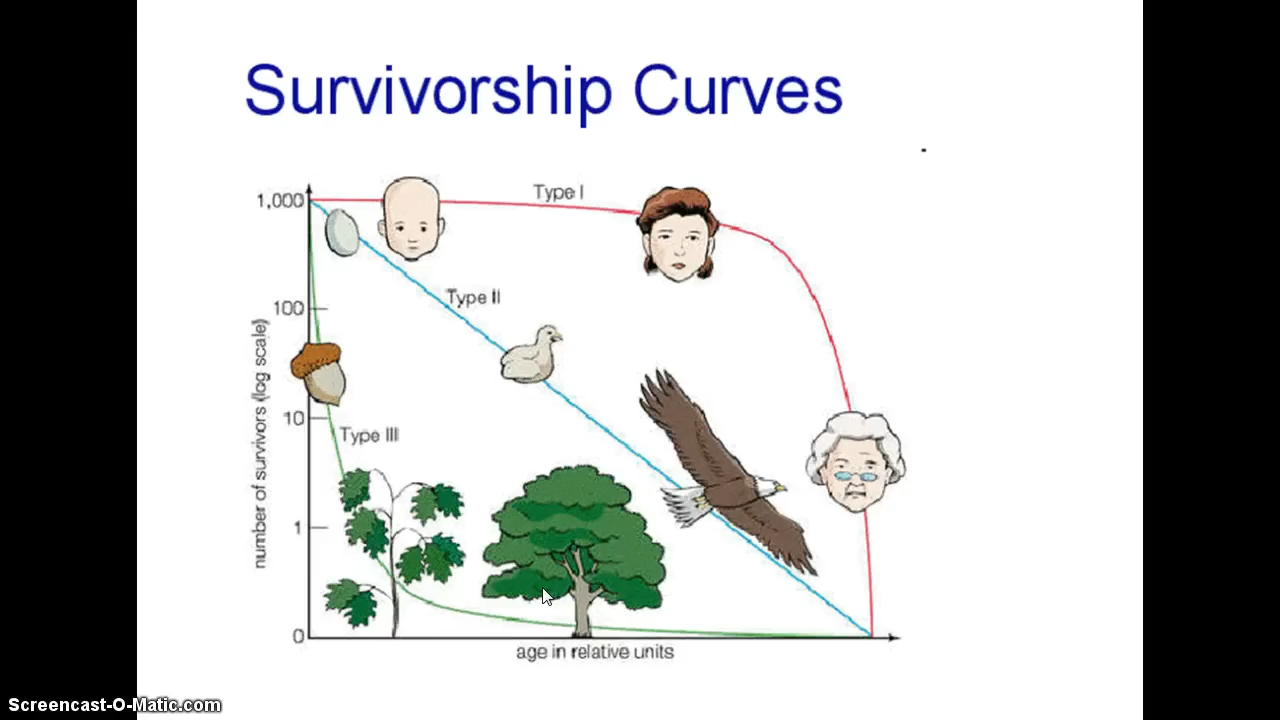 Survivorship Curves
1,000
Type I
Type II
100
10
Type III
1
0
number of survivors (log scale)
age in relative units
Screencast-O-Matic.com